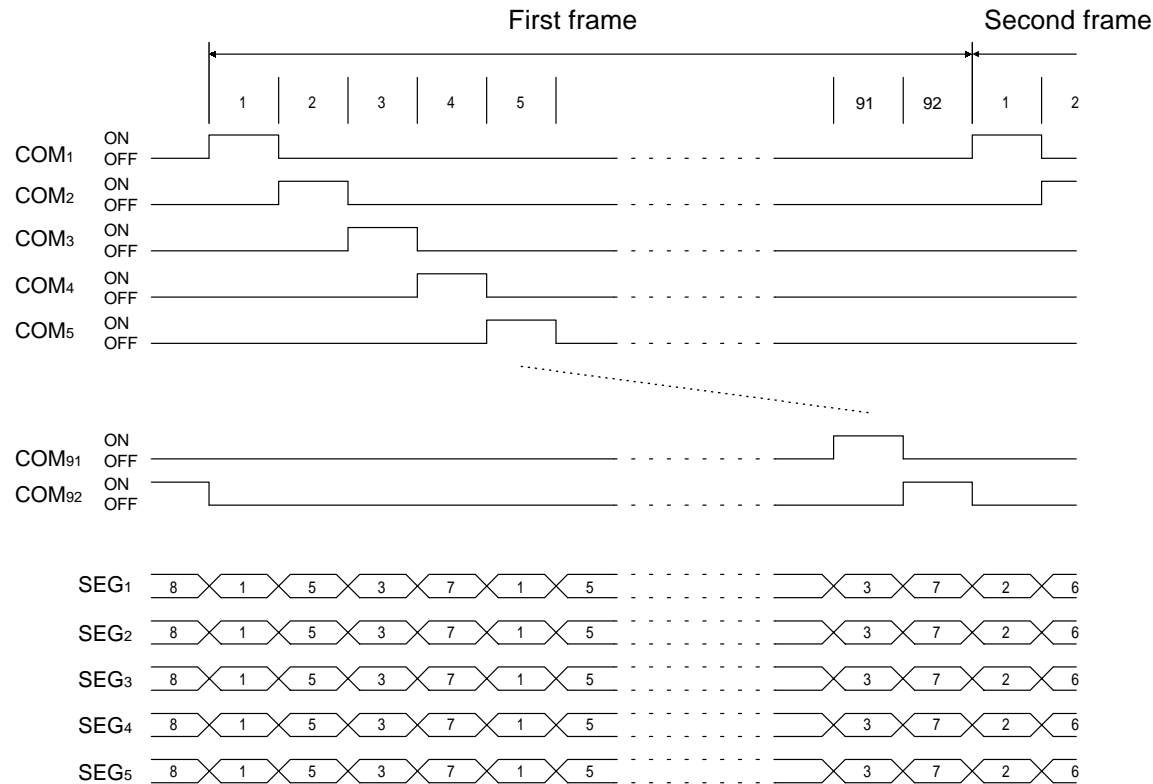 First frame Second frame
1 2 3 4 5 91 92 1 2
COM1 ON
OFF
COM2 ON
OFF
COM3 ON
OFF
COM4 ON
OFF
COM5 ON
OFF
COM91 ON
OFF
COM92 ON
OFF
SEG1 8 1 5 3 7 1 5 3 7 2 6
SEG2 8 1 5 3 7 1 5 3 7 2 6
SEG3 8 1 5 3 7 1 5 3 7 2 6
SEG4 8 1 5 3 7 1 5 3 7 2 6
SEG5 8 1 5 3 7 1 5 3 7 2 6